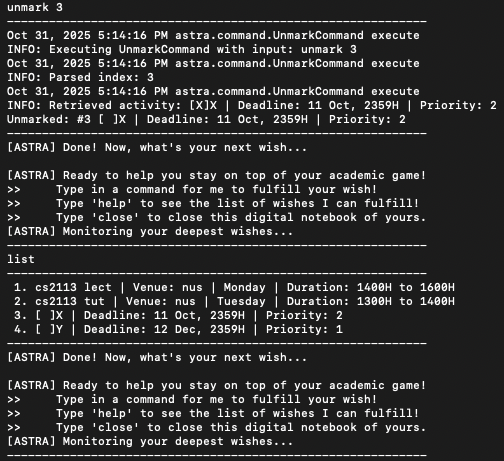 unmark 3
____________________________________________________________
Oct 31, 2025 5:14:16 PM astra.command.UnmarkCommand execute
INFO: Executing UnmarkCommand with input: unmark 3
Oct 31, 2025 5:14:16 PM astra.command.UnmarkCommand execute
INFO: Parsed index: 3
Oct 31, 2025 5:14:16 PM astra.command.UnmarkCommand execute
INFO: Retrieved activity: [X]X | Deadline: 11 Oct, 2359H | Priority: 2
Unmarked: #3 [ ]X | Deadline: 11 Oct, 2359H | Priority: 2
____________________________________________________________
[ASTRA] Done! Now, what's your next wish...

[ASTRA] Ready to help you stay on top of your academic game!
>>     Type in a command for me to fulfill your wish!
>>     Type 'help' to see the list of wishes I can fulfill!
>>     Type 'close' to close this digital notebook of yours.
[ASTRA] Monitoring your deepest wishes...
____________________________________________________________
list
____________________________________________________________
 1. cs2113 lect | Venue: nus | Monday | Duration: 1400H to 1600H
 2. cs2113 tut | Venue: nus | Tuesday | Duration: 1300H to 1400H
 3. [ ]X | Deadline: 11 Oct, 2359H | Priority: 2
 4. [ ]Y | Deadline: 12 Dec, 2359H | Priority: 1
____________________________________________________________
[ASTRA] Done! Now, what's your next wish...

[ASTRA] Ready to help you stay on top of your academic game!
>>     Type in a command for me to fulfill your wish!
>>     Type 'help' to see the list of wishes I can fulfill!
>>     Type 'close' to close this digital notebook of yours.
[ASTRA] Monitoring your deepest wishes...
____________________________________________________________